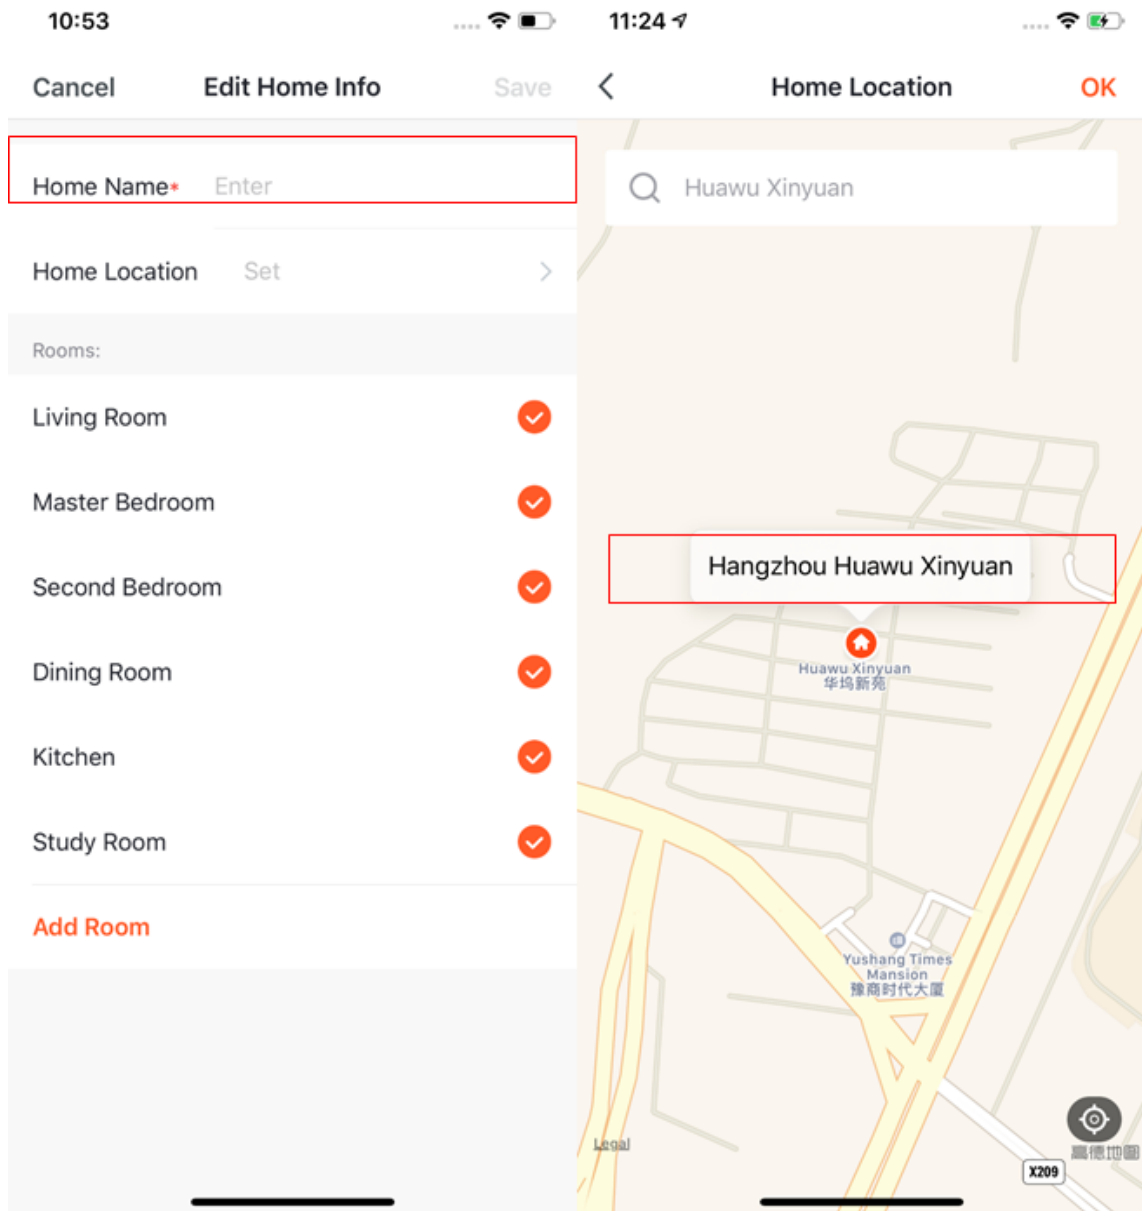 10:53
Cancel Edit Home Info Save
Home Name* Enter
Home Location Set
Rooms:
Living Room
Master Bedroom
Second Bedroom
Dining Room
Kitchen
Study Room
Add Room
11:24
Home Location OK
Huawu Xinyuan
Hangzhou Huawu Xinyuan
Huawu Xinyuan
华坞新苑
Yushang Times
Mansion
豫商时代大厦
Legal
高德地图
X209